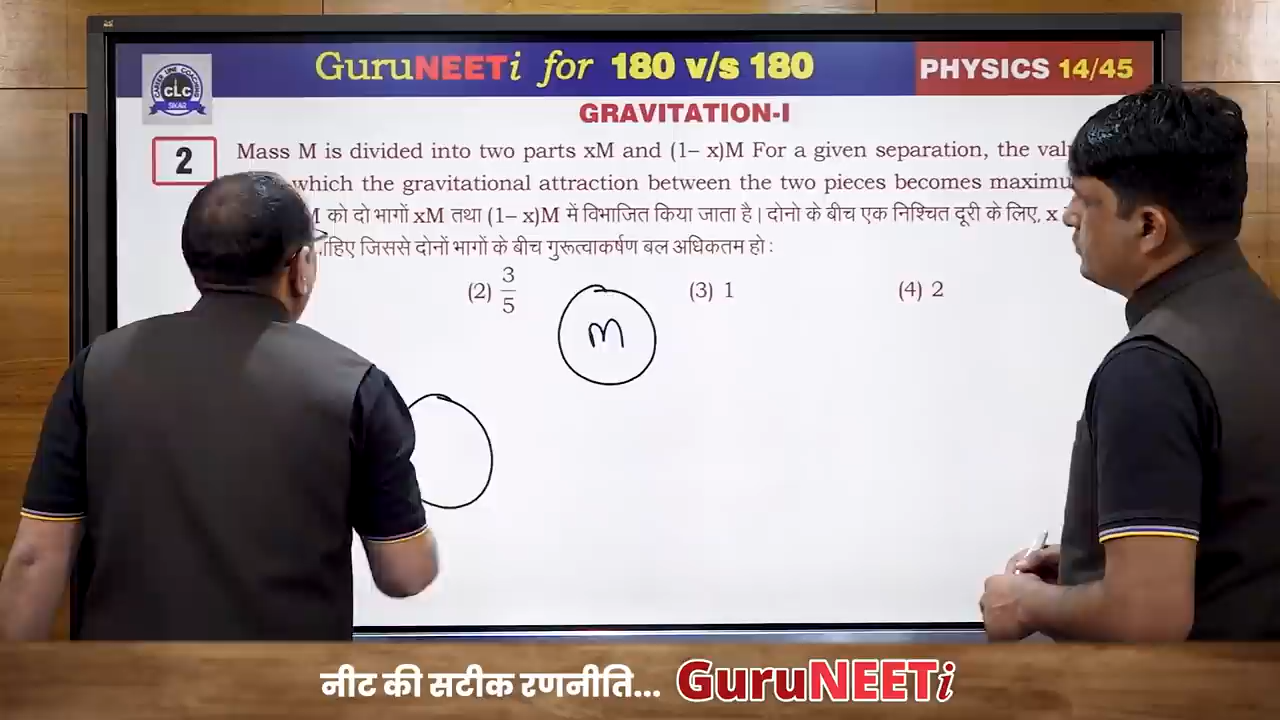 GuruNEETi for 180 v/s 180
PHYSICS 14/45
CLC
SIKAR
GRAVITATION-I
2
Mass M is divided into two parts xM and (1– x)M For a given separation, the
which the gravitational attraction between the two pieces becomes
M को दो भागों xM तथा (1– x)M में विभाजित किया जाता है। दोनो के बीच एक निश्चित दूरी के लिए, x
जिससे दोनों भागों के बीच गुरूत्वाकर्षण बल अधिकतम हो :
(2) 3/5 (3) 1 (4) 2
M
नीट की सटीक रणनीति... GuruNEETi